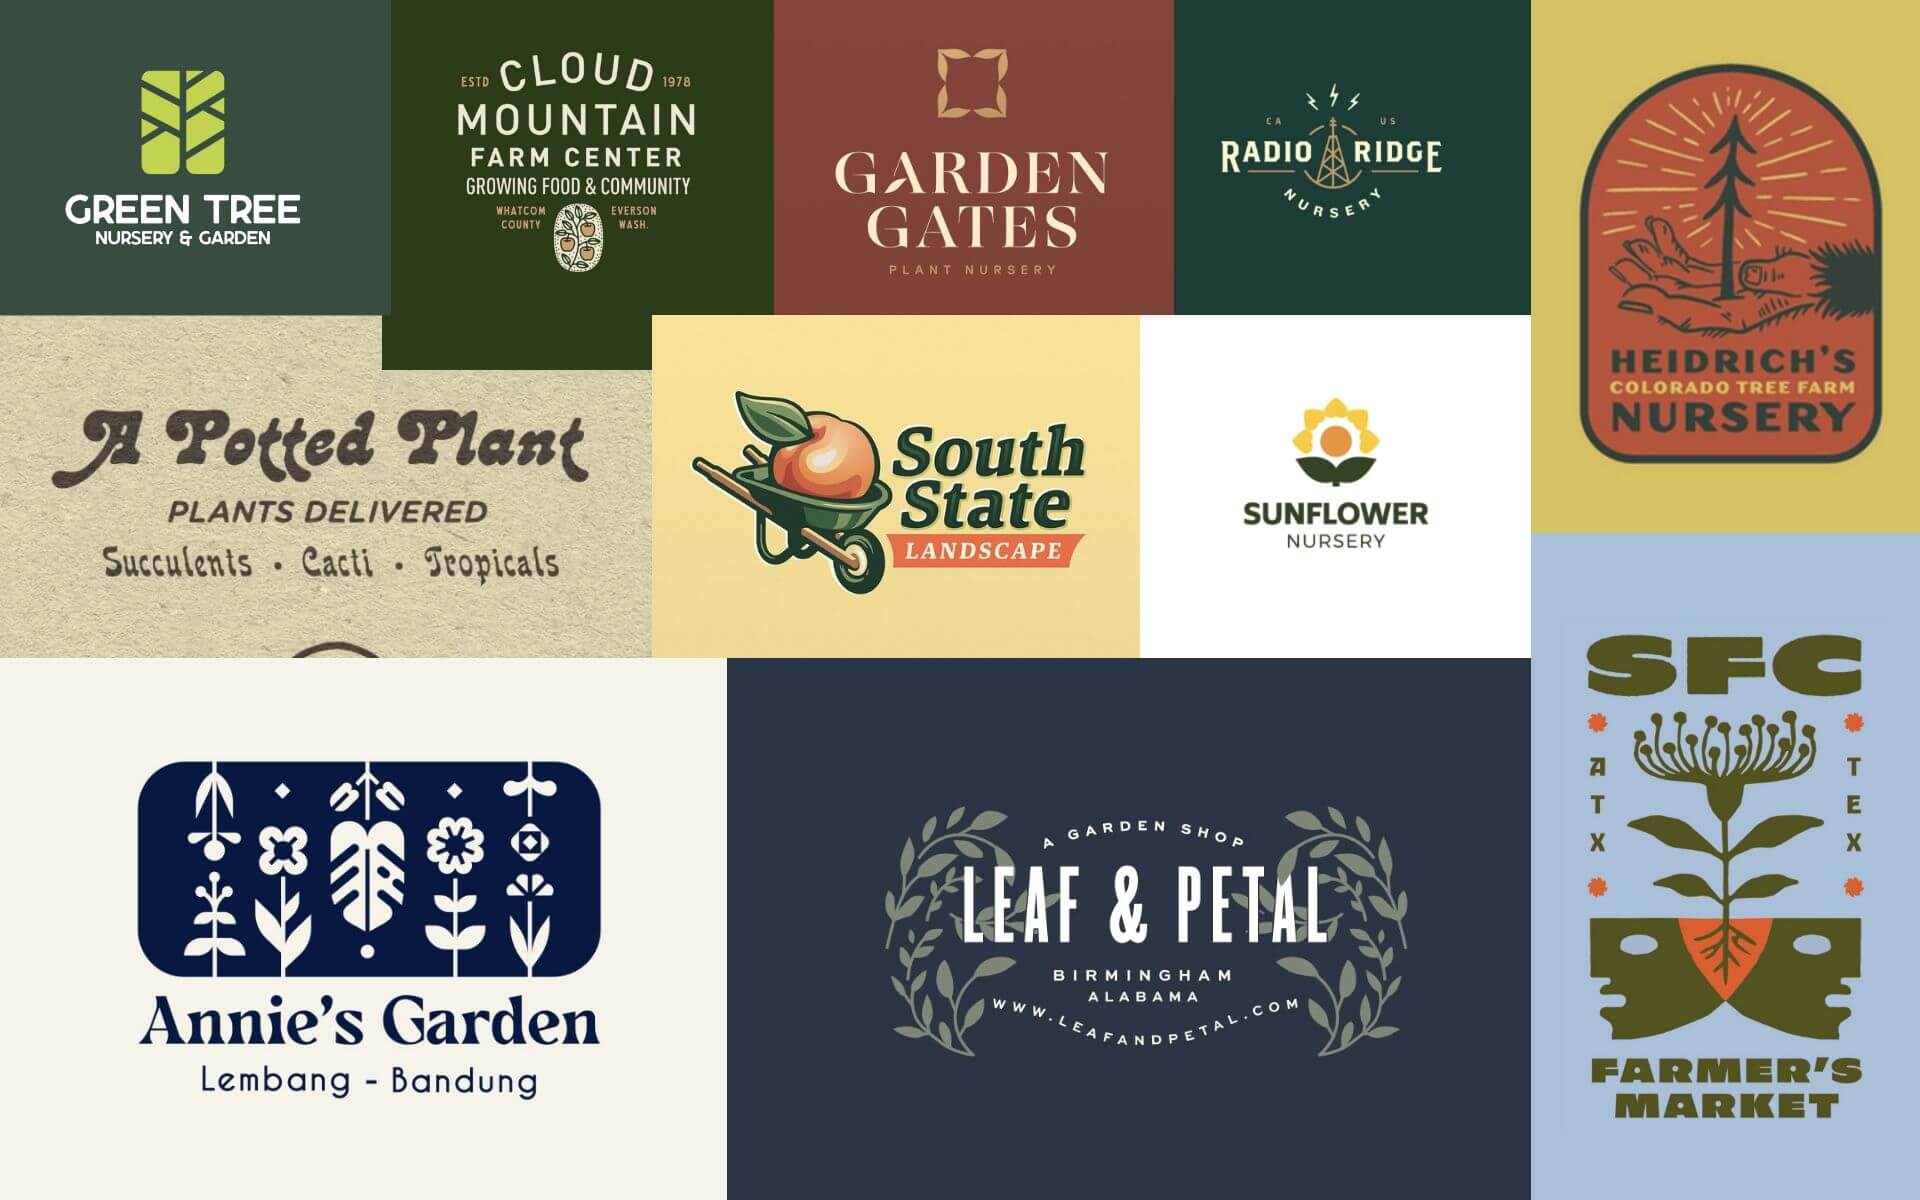 GREEN TREE
NURSERY & GARDEN
ESTD CLOUD 1978
MOUNTAIN
FARM CENTER
GROWING FOOD & COMMUNITY
WHATCOM
COUNTY
EVERSON
WASH.
GARDEN
GATES
PLANT NURSERY
CA US
RADIO RIDGE
NURSERY
HEIDRICH'S
COLORADO TREE FARM
NURSERY
A Potted Plant
PLANTS DELIVERED
Succulents • Cacti • Tropicals
South
State
LANDSCAPE
SUNFLOWER
NURSERY
SFC
ATX
TEX
FARMER'S
MARKET
Annie's Garden
Lembang - Bandung
A GARDEN SHOP
LEAF & PETAL
BIRMINGHAM
ALABAMA
WWW.LEAFANDPETAL.COM